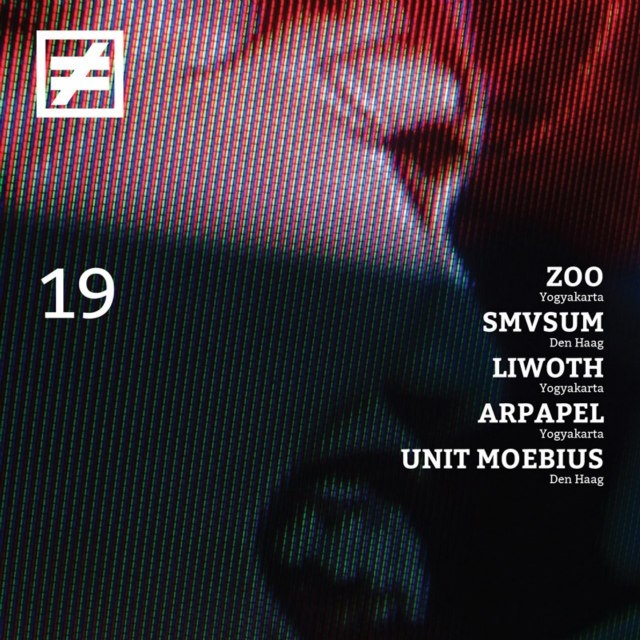 19
ZOO
Yogyakarta
SMVSUM
Den Haag
LIWOTH
Yogyakarta
ARPAPEL
Yogyakarta
UNIT MOEBIUS
Den Haag